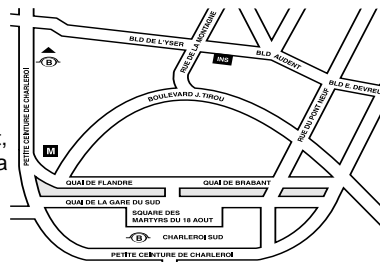 BLD DE L'YSER
RUE DE LA MONTAGNE
INS
BLD AUDENT
BLD E. DEVREU
PETITE CEINTURE DE CHARLEROI
B
BOULEVARD J. TIROU
RUE DU PONT NEUF
t,
a
M
QUAI DE FLANDRE
QUAI DE BRABANT
QUAI DE LA GARE DU SUD
SQUARE DES
MARTYRS DU 18 AOUT
B
CHARLEROI SUD
PETITE CEINTURE DE CHARLEROI